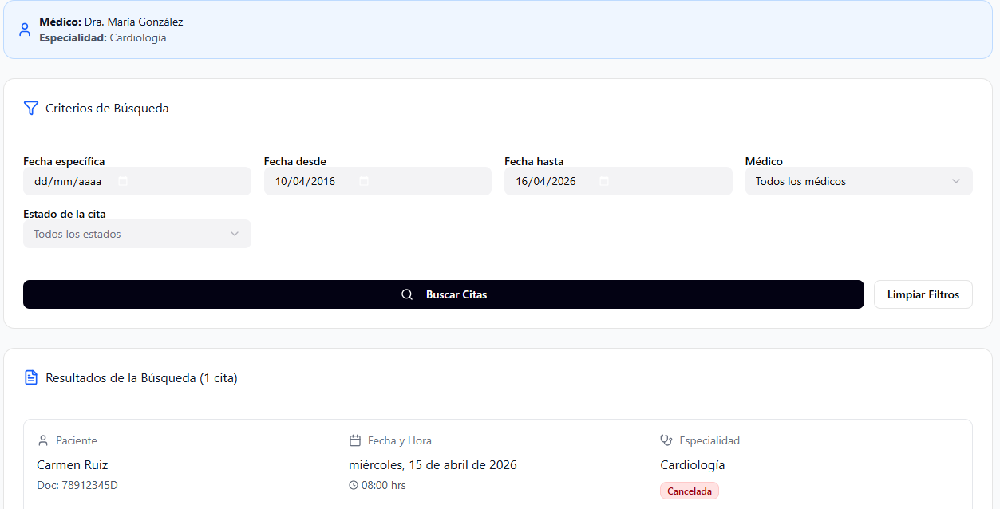 Médico: Dra. María González
Especialidad: Cardiología
Criterios de Búsqueda
Fecha específica
dd/mm/aaaa
Fecha desde
10/04/2016
Fecha hasta
16/04/2026
Médico
Todos los médicos
Estado de la cita
Todos los estados
Buscar Citas
Limpiar Filtros
Resultados de la Búsqueda (1 cita)
Paciente
Carmen Ruiz
Doc: 78912345D
Fecha y Hora
miércoles, 15 de abril de 2026
08:00 hrs
Especialidad
Cardiología
Cancelada